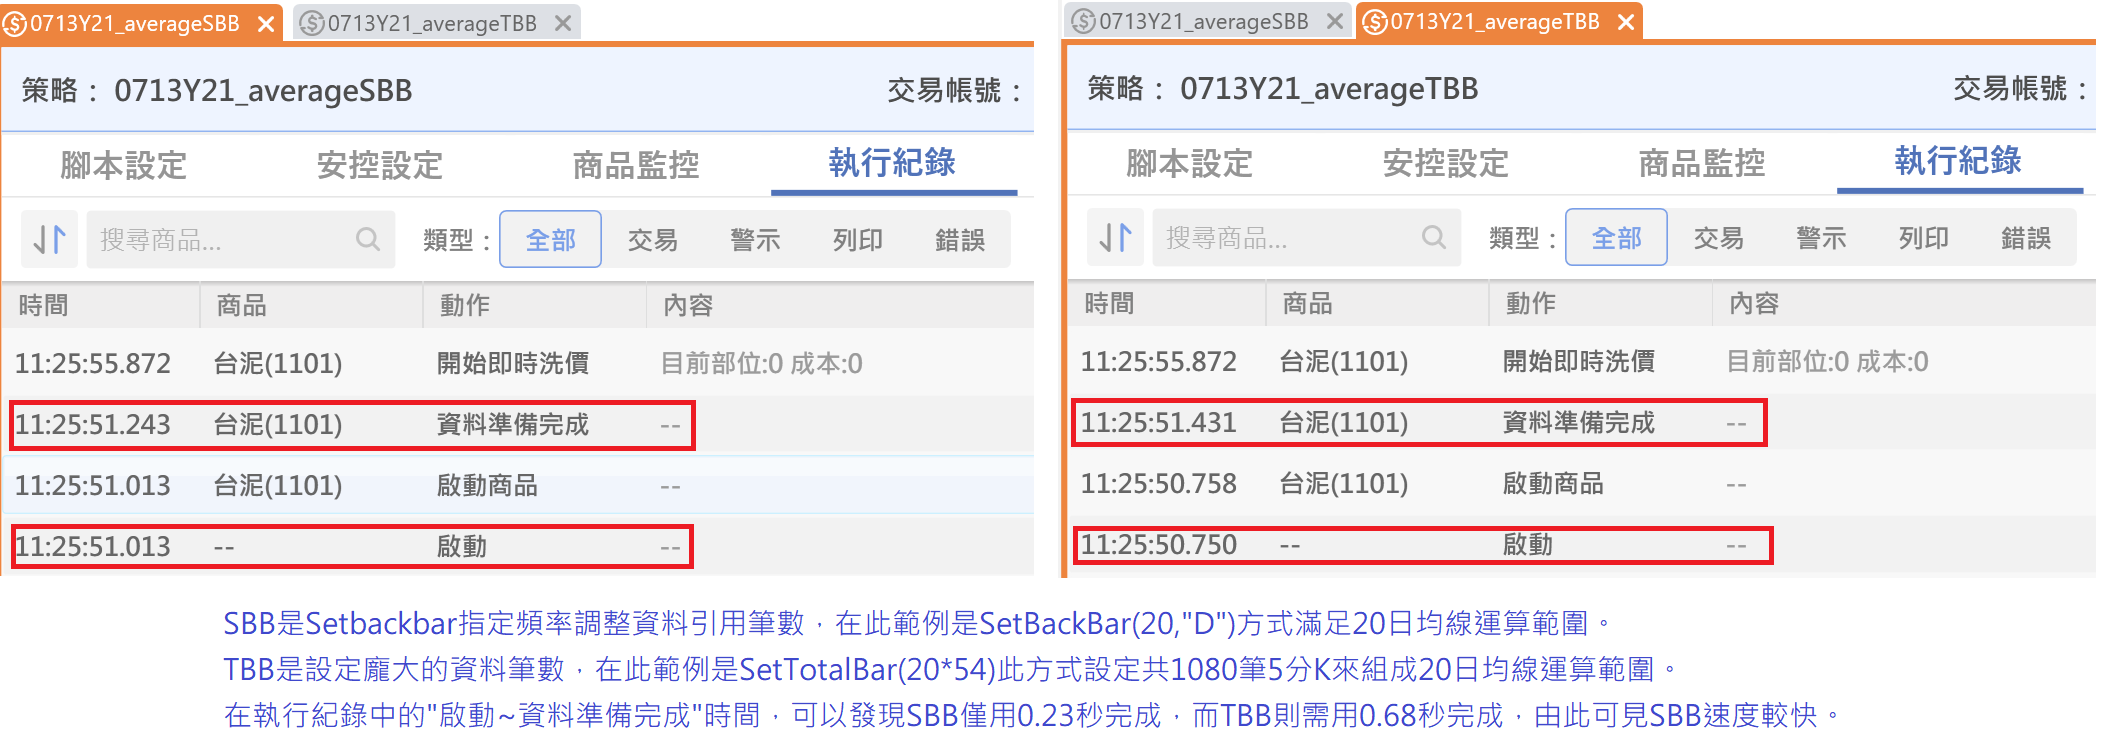 0713Y21_averageSBB × 0713Y21_averageTBB ×
策略： 0713Y21_averageSBB 交易帳號：
腳本設定 安控設定 商品監控 執行紀錄
搜尋商品... 類型： 全部 交易 警示 列印 錯誤
時間 商品 動作 內容
11:25:55.872 台泥(1101) 開始即時洗價 目前部位:0 成本:0
11:25:51.243 台泥(1101) 資料準備完成 --
11:25:51.013 台泥(1101) 啟動商品 --
11:25:51.013 -- 啟動 --
0713Y21_averageSBB × 0713Y21_averageTBB ×
策略： 0713Y21_averageTBB 交易帳號：
腳本設定 安控設定 商品監控 執行紀錄
搜尋商品... 類型： 全部 交易 警示 列印 錯誤
時間 商品 動作 內容
11:25:55.872 台泥(1101) 開始即時洗價 目前部位:0 成本:0
11:25:51.431 台泥(1101) 資料準備完成 --
11:25:50.758 台泥(1101) 啟動商品 --
11:25:50.750 -- 啟動 --
SBB是Setbackbar指定頻率調整資料引用筆數，在此範例是SetBackBar(20,"D")方式滿足20日均線運算範圍。
TBB是設定龐大的資料筆數，在此範例是SetTotalBar(20*54)此方式設定共1080筆5分K來組成20日均線運算範圍。
在執行紀錄中的"啟動~資料準備完成"時間，可以發現SBB僅用0.23秒完成，而TBB則需用0.68秒完成，由此可見SBB速度較快。